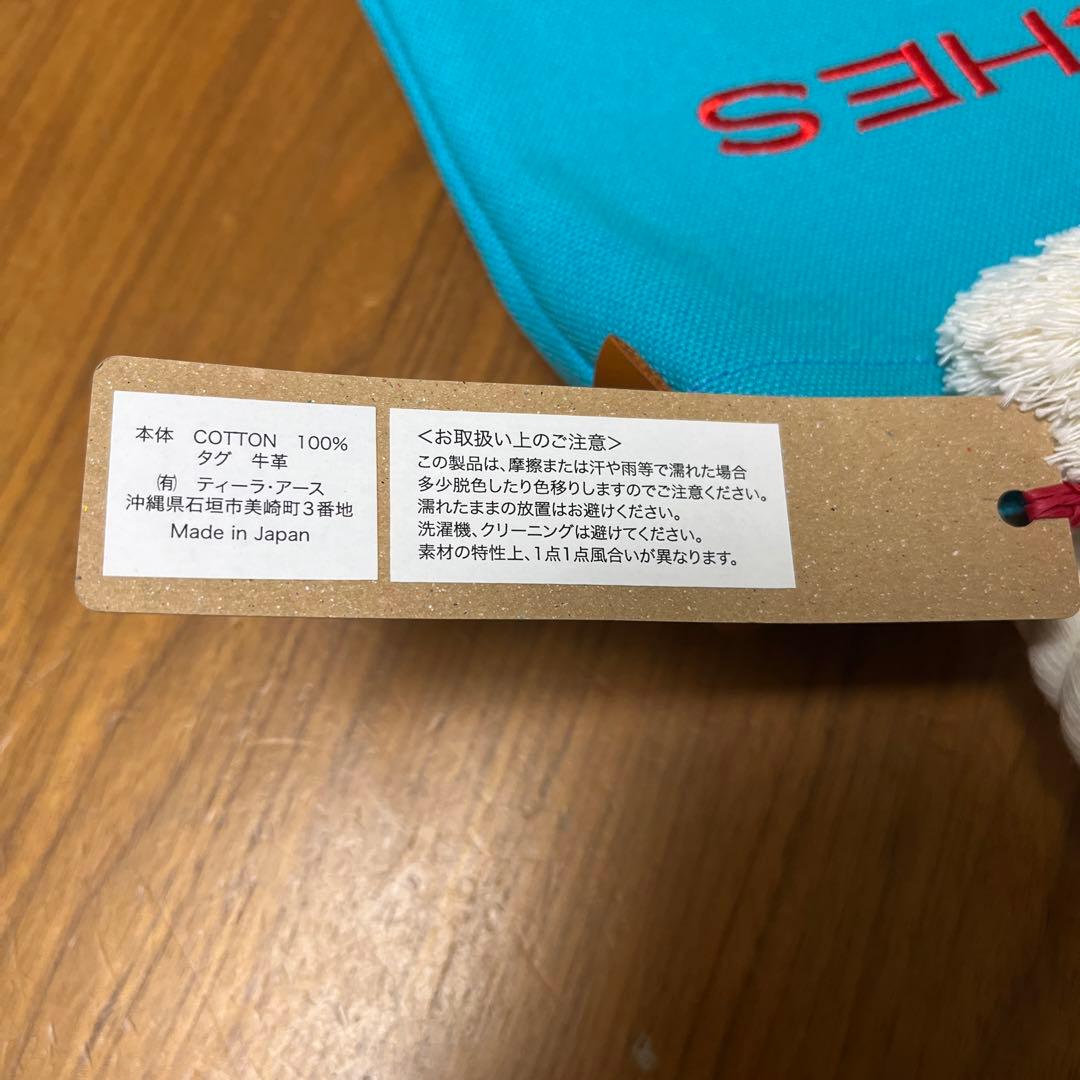 CHES
本体 COTTON 100%
タグ 牛革
㈲ ティーラ・アース
沖縄県石垣市美崎町3番地
Made in Japan
＜お取扱い上のご注意＞
この製品は、摩擦または汗や雨等で濡れた場合
多少脱色したり色移りしますのでご注意ください。
濡れたままの放置はお避けください。
洗濯機、クリーニングは避けてください。
素材の特性上、1点1点風合いが異なります。